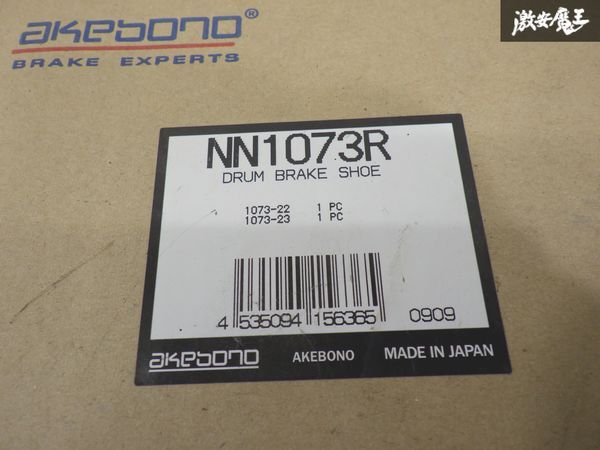 akebono®
BRAKE EXPERTS
激安魔王
NN1073R
DRUM BRAKE SHOE
1073-22 1 PC
1073-23 1 PC
4 535094 156365 0909
akebono AKEBONO MADE IN JAPAN